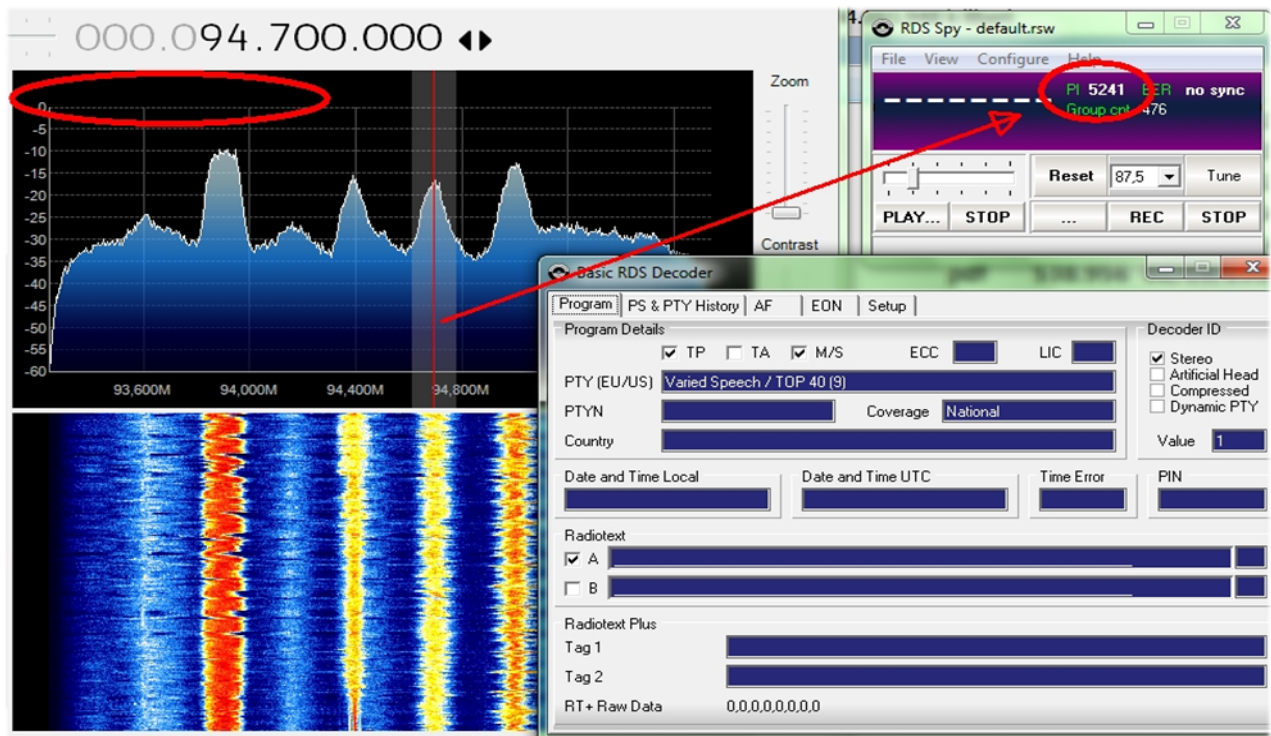 000.094.700.000
Zoom
Contrast
0
-5
-10
-15
-20
-25
-30
-35
-40
-45
-50
-55
-60
93,600M 94,000M 94,400M 94,800M
4.
RDS Spy - default.rsw
File View Configure Help
PI 5241 BER no sync
Group cnt 476
Reset 87,5 Tune
PLAY... STOP ... REC STOP
pdf
Basic RDS Decoder
Program PS & PTY History AF EON Setup
Program Details
TP TA M/S ECC LIC
PTY (EU/US) Varied Speech / TOP 40 (9)
PTYN Coverage National
Country
Decoder ID
Stereo
Artificial Head
Compressed
Dynamic PTY
Value 1
Date and Time Local Date and Time UTC Time Error PIN
Radiotext
A
B
Radiotext Plus
Tag 1
Tag 2
RT+ Raw Data 0,0,0,0,0,0,0,0